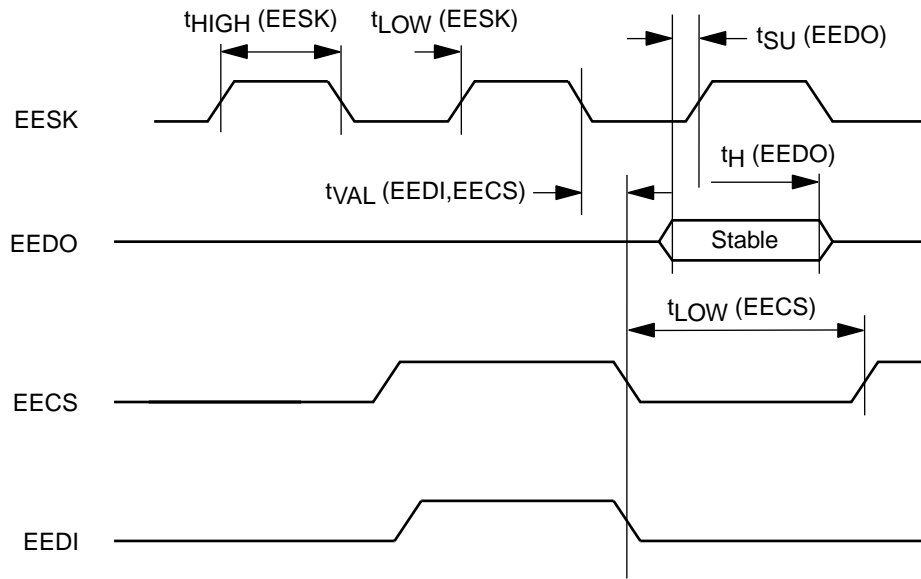 tHIGH (EESK)
tLOW (EESK)
tSU (EEDO)
EESK
tH (EEDO)
tVAL (EEDI,EECS)
EEDO
Stable
tLOW (EECS)
EECS
EEDI